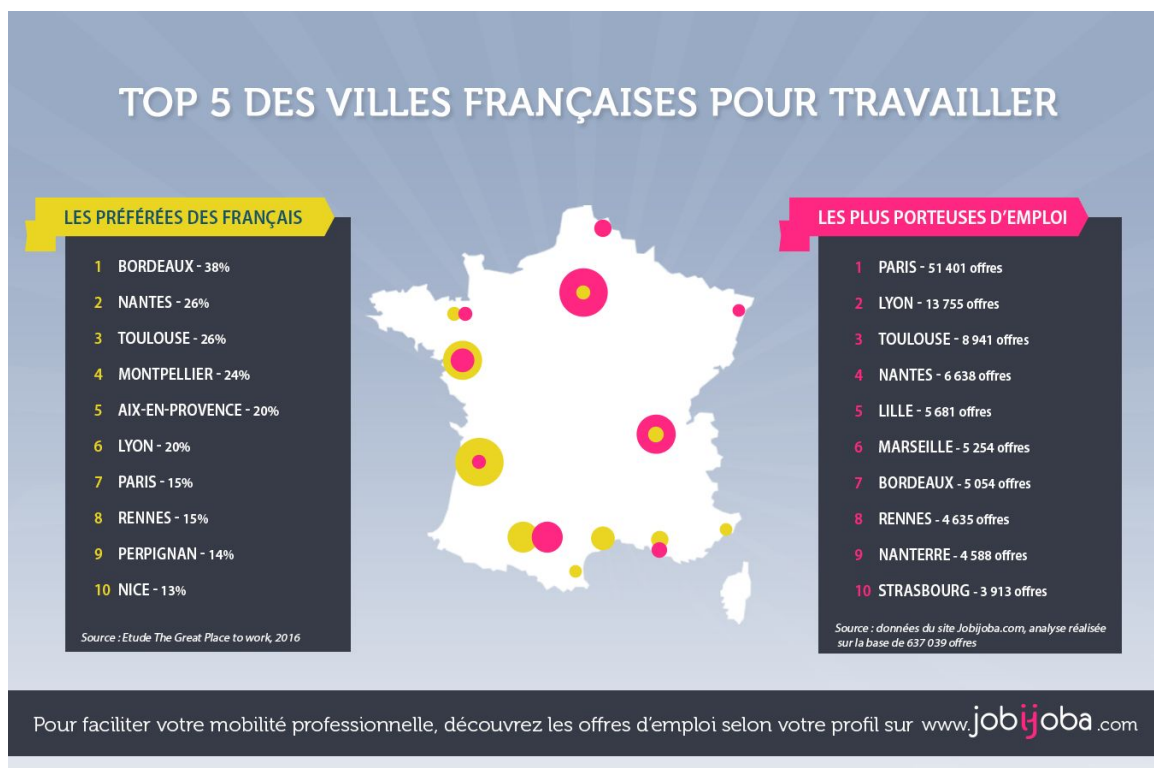 TOP 5 DES VILLES FRANÇAISES POUR TRAVAILLER
LES PRÉFÉRÉES DES FRANÇAIS
1 BORDEAUX - 38%
2 NANTES - 26%
3 TOULOUSE - 26%
4 MONTPELLIER - 24%
5 AIX-EN-PROVENCE - 20%
6 LYON - 20%
7 PARIS - 15%
8 RENNES - 15%
9 PERPIGNAN - 14%
10 NICE - 13%
Source : Etude The Great Place to work, 2016
LES PLUS PORTEUSES D'EMPLOI
1 PARIS - 51 401 offres
2 LYON - 13 755 offres
3 TOULOUSE - 8 941 offres
4 NANTES - 6 638 offres
5 LILLE - 5 681 offres
6 MARSEILLE - 5 254 offres
7 BORDEAUX - 5 054 offres
8 RENNES - 4 635 offres
9 NANTERRE - 4 588 offres
10 STRASBOURG - 3 913 offres
Source : données du site Jobijoba.com, analyse réalisée
sur la base de 637 039 offres
Pour faciliter votre mobilité professionnelle, découvrez les offres d'emploi selon votre profil sur www.jobijoba.com